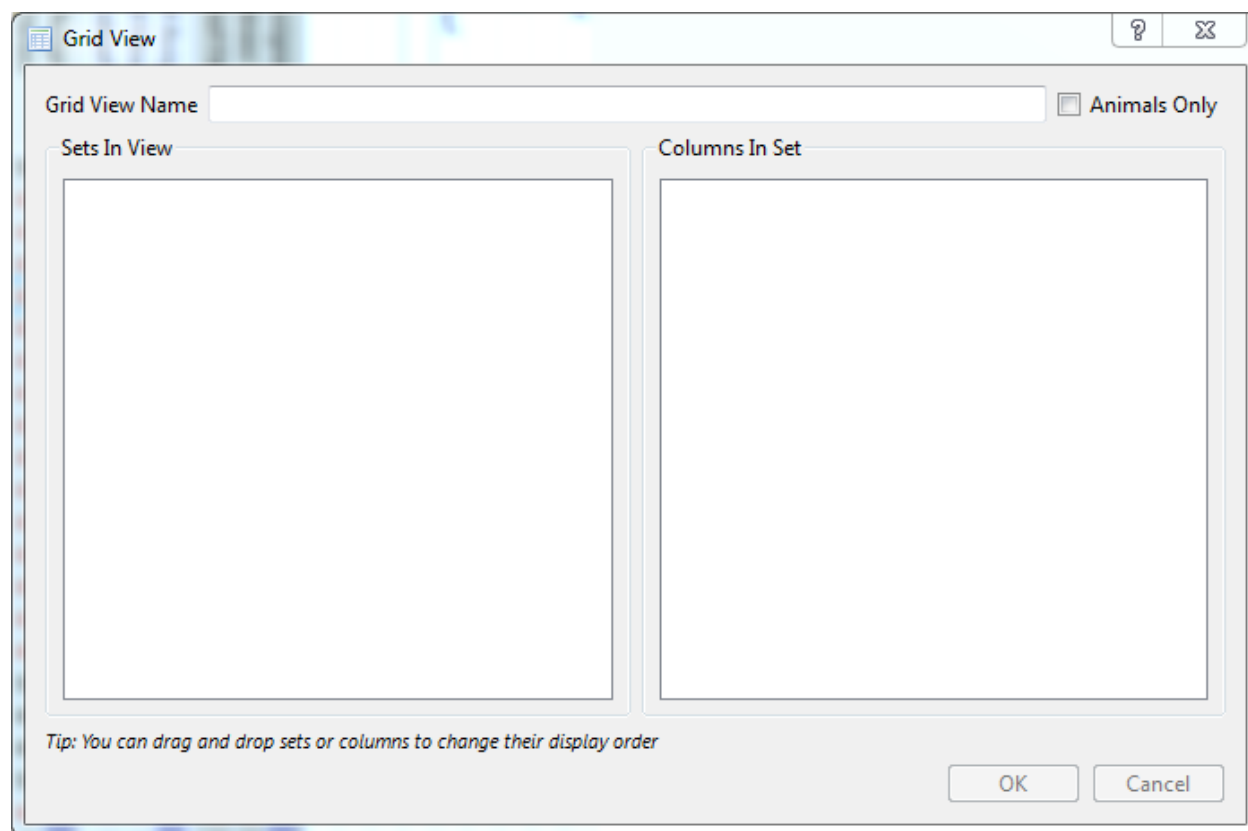 Grid View
Grid View Name
Animals Only
Sets In View
Columns In Set
Tip: You can drag and drop sets or columns to change their display order
OK
Cancel